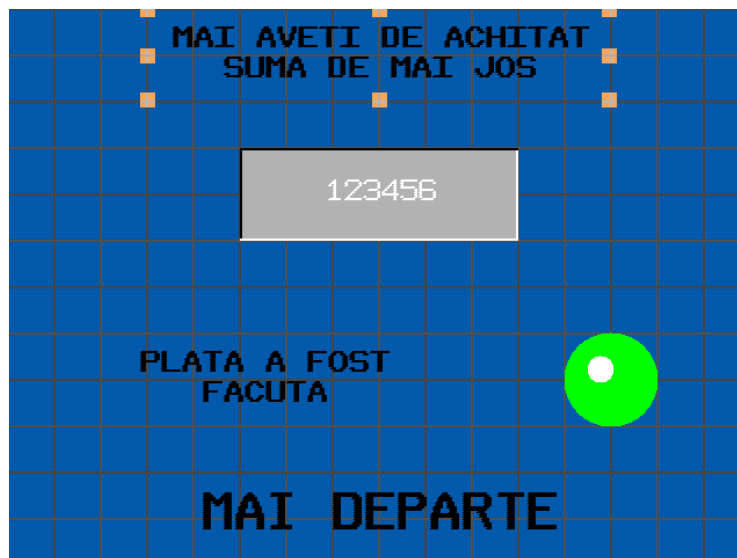 MAI AVETI DE ACHITAT
SUMA DE MAI JOS
123456
PLATA A FOST
FACUTA
MAI DEPARTE